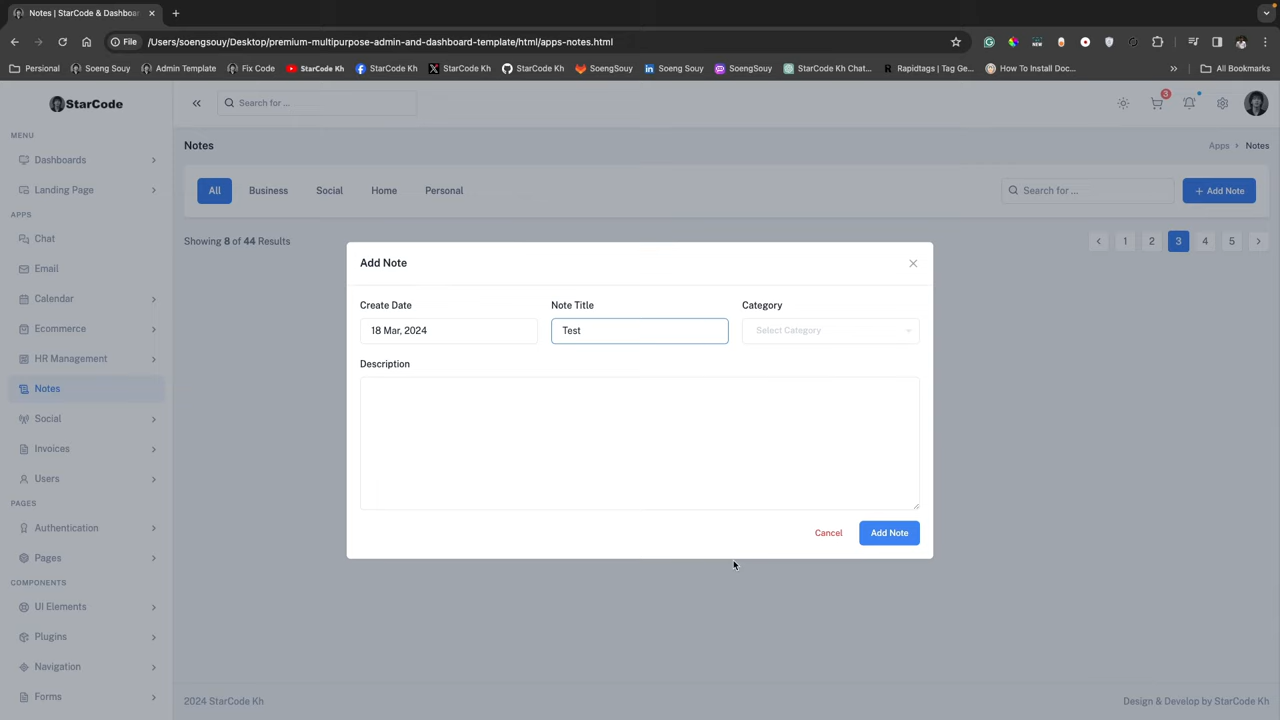 Notes | StarCode & Dashboar
File /Users/soengsouy/Desktop/premium-multipurpose-admin-and-dashboard-template/html/apps-notes.html
Personal Soeng Souy Admin Template Fix Code StarCode Kh StarCode Kh StarCode Kh StarCode Kh SoengSouy Soeng Souy SoengSouy StarCode Kh Chat... Rapidtags | Tag Ge... How To Install Doc... All Bookmarks
StarCode Search for ... 3
MENU
Dashboards
Landing Page
APPS
Chat
Email
Calendar
Ecommerce
HR Management
Notes
Social
Invoices
Users
PAGES
Authentication
Pages
COMPONENTS
UI Elements
Plugins
Navigation
Forms
Notes Apps Notes
All Business Social Home Personal Search for ... + Add Note
Showing 8 of 44 Results 1 2 3 4 5
Add Note
Create Date Note Title Category
18 Mar, 2024 Test Select Category
Description
Cancel Add Note
2024 StarCode Kh Design & Develop by StarCode Kh